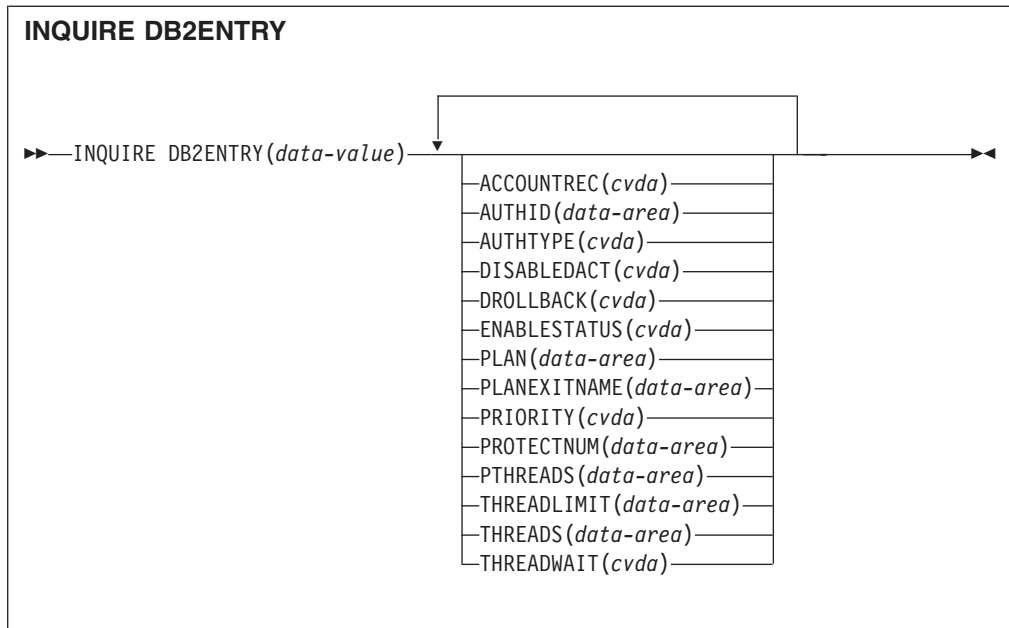 INQUIRE DB2ENTRY
INQUIRE DB2ENTRY(data-value)
ACCOUNTREC(cvda)
AUTHID(data-area)
AUTHTYPE(cvda)
DISABLEDACT(cvda)
DROLLBACK(cvda)
ENABLESTATUS(cvda)
PLAN(data-area)
PLANEXITNAME(data-area)
PRIORITY(cvda)
PROTECTNUM(data-area)
PTHREADS(data-area)
THREADLIMIT(data-area)
THREADS(data-area)
THREADWAIT(cvda)